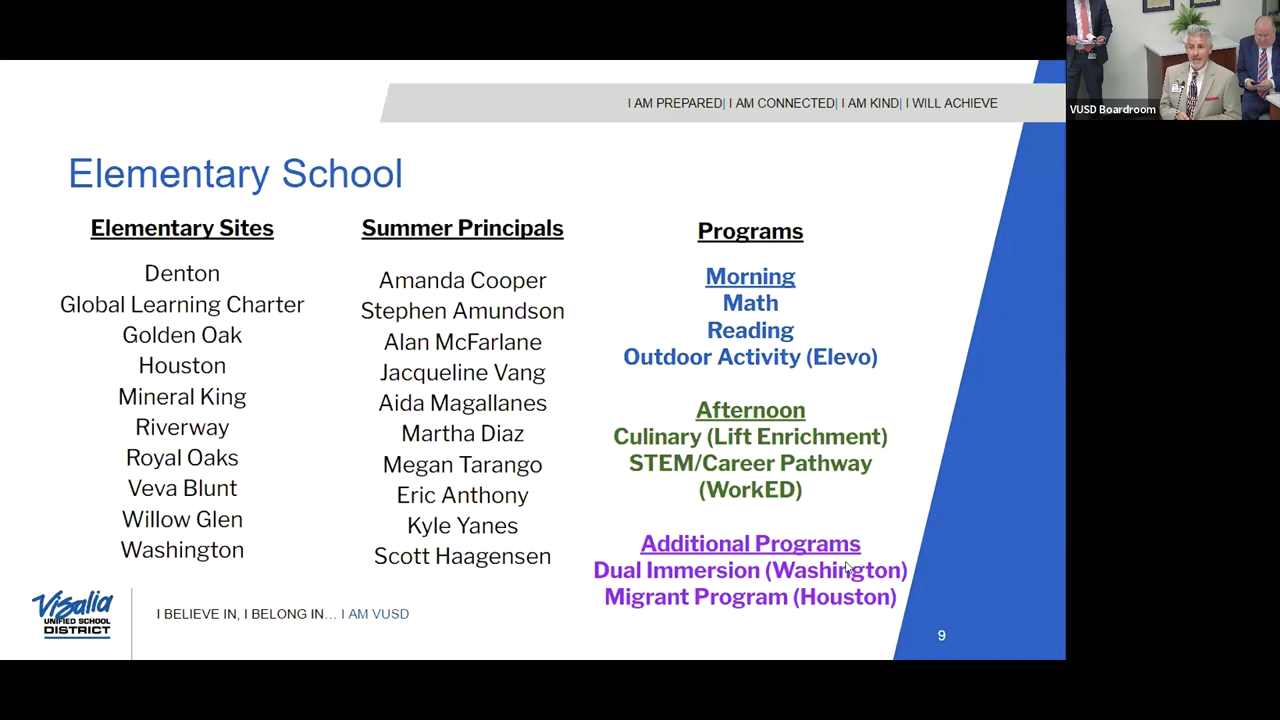 I AM PREPARED| I AM CONNECTED| I AM KIND| I WILL ACHIEVE
VUSD Boardroom
Elementary School
Elementary Sites
Denton
Global Learning Charter
Golden Oak
Houston
Mineral King
Riverway
Royal Oaks
Veva Blunt
Willow Glen
Washington
Summer Principals
Amanda Cooper
Stephen Amundson
Alan McFarlane
Jacqueline Vang
Aida Magallanes
Martha Diaz
Megan Tarango
Eric Anthony
Kyle Yanes
Scott Haagensen
Programs
Morning
Math
Reading
Outdoor Activity (Elevo)
Afternoon
Culinary (Lift Enrichment)
STEM/Career Pathway
(WorkED)
Additional Programs
Dual Immersion (Washington)
Migrant Program (Houston)
Visalia
UNIFIED SCHOOL
DISTRICT
I BELIEVE IN, I BELONG IN... I AM VUSD
9